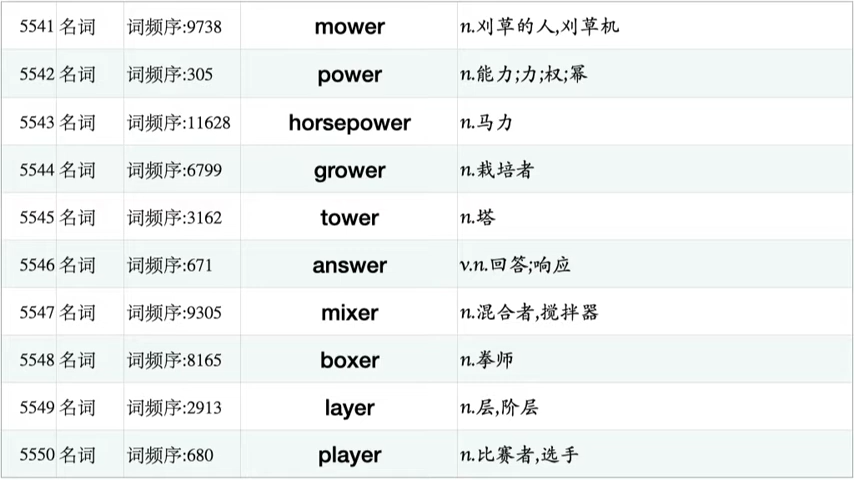 5541 名词 词频序:9738 mower n.刈草的人,刈草机
5542 名词 词频序:305 power n.能力;力;权;幂
5543 名词 词频序:11628 horsepower n.马力
5544 名词 词频序:6799 grower n.栽培者
5545 名词 词频序:3162 tower n.塔
5546 名词 词频序:671 answer v.n.回答;响应
5547 名词 词频序:9305 mixer n.混合者,搅拌器
5548 名词 词频序:8165 boxer n.拳师
5549 名词 词频序:2913 layer n.层,阶层
5550 名词 词频序:680 player n.比赛者,选手